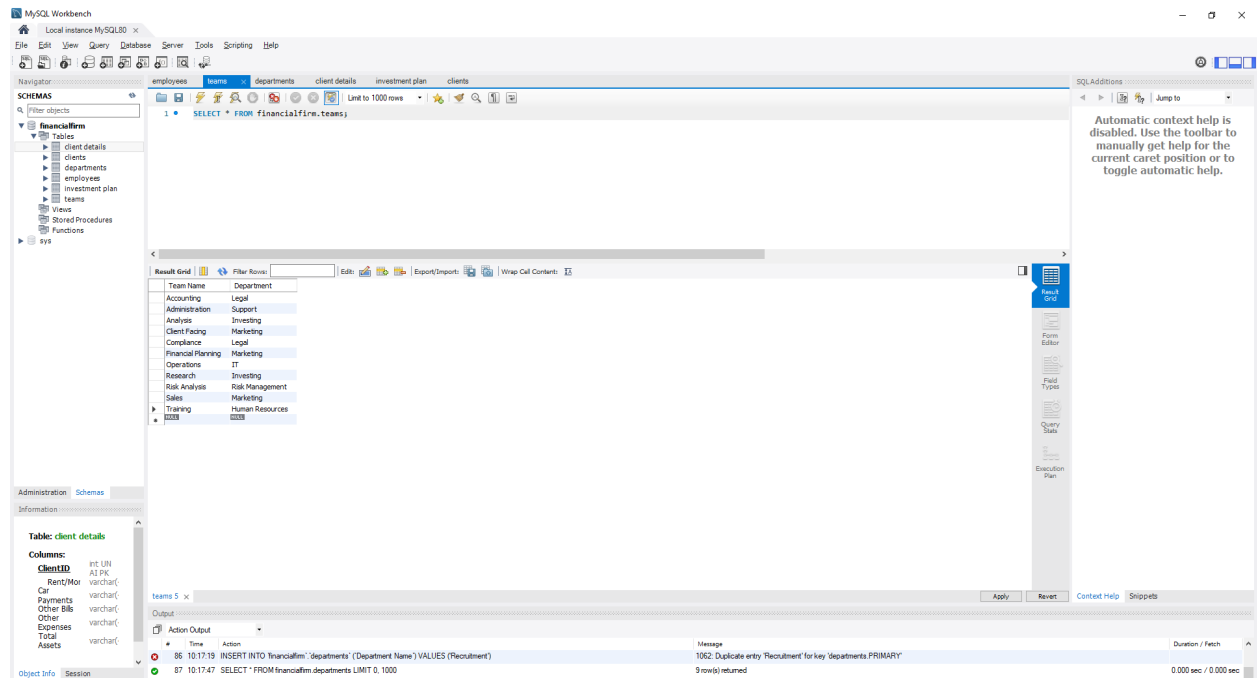 MySQL Workbench
Local instance MySQL80 ×
File Edit View Query Database Server Tools Scripting Help
Navigator
SCHEMAS
Filter objects
financialfirm
Tables
client details
clients
departments
employees
investment plan
teams
Views
Stored Procedures
Functions
sys
Administration Schemas
Information
Table: client details
Columns:
ClientID int UN AI PK
Rent/Mor varchar(
Car Payments varchar(
Other Bills varchar(
Other Expenses varchar(
Total Assets varchar(
Object Info Session
employees teams × departments client details investment plan clients
Limit to 1000 rows
1 SELECT * FROM financialfirm.teams;
Result Grid Filter Rows: Edit: Export/Import: Wrap Cell Content:
Team Name Department
Accounting Legal
Administration Support
Analysis Investing
Client Facing Marketing
Compliance Legal
Financial Planning Marketing
Operations IT
Research Investing
Risk Analysis Risk Management
Sales Marketing
Training Human Resources
NULL NULL
Result Grid
Form Editor
Field Types
Query Stats
Execution Plan
teams 5 × Apply Revert
Output
Action Output
# Time Action Message Duration / Fetch
86 10:17:19 INSERT INTO `financialfirm`.`departments` (`Department Name`) VALUES ('Recruitment') 1062: Duplicate entry 'Recruitment' for key 'departments.PRIMARY'
87 10:17:47 SELECT * FROM financialfirm.departments LIMIT 0, 1000 9 row(s) returned 0.000 sec / 0.000 sec
SQLAdditions
Jump to
Automatic context help is
disabled. Use the toolbar to
manually get help for the
current caret position or to
toggle automatic help.
Context Help Snippets